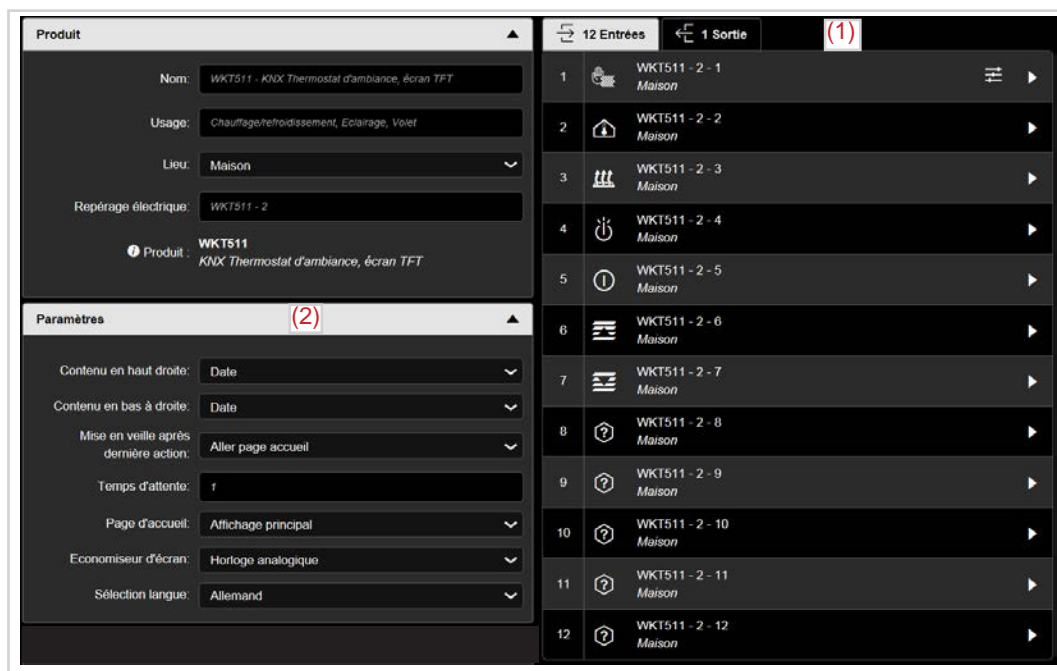 Produit
Nom: WKT511 - KNX Thermostat d'ambiance, écran TFT
Usage: Chauffage/refroidissement, Eclairage, Volet
Lieu: Maison
Repérage électrique: WKT511 - 2
Produit : WKT511
KNX Thermostat d'ambiance, écran TFT
Paramètres (2)
Contenu en haut droite: Date
Contenu en bas à droite: Date
Mise en veille après
dernière action: Aller page accueil
Temps d'attente: 1
Page d'accueil: Affichage principal
Economiseur d'écran: Horloge analogique
Sélection langue: Allemand
12 Entrées 1 Sortie (1)
1 WKT511 - 2 - 1
Maison
2 WKT511 - 2 - 2
Maison
3 WKT511 - 2 - 3
Maison
4 WKT511 - 2 - 4
Maison
5 WKT511 - 2 - 5
Maison
6 WKT511 - 2 - 6
Maison
7 WKT511 - 2 - 7
Maison
8 WKT511 - 2 - 8
Maison
9 WKT511 - 2 - 9
Maison
10 WKT511 - 2 - 10
Maison
11 WKT511 - 2 - 11
Maison
12 WKT511 - 2 - 12
Maison